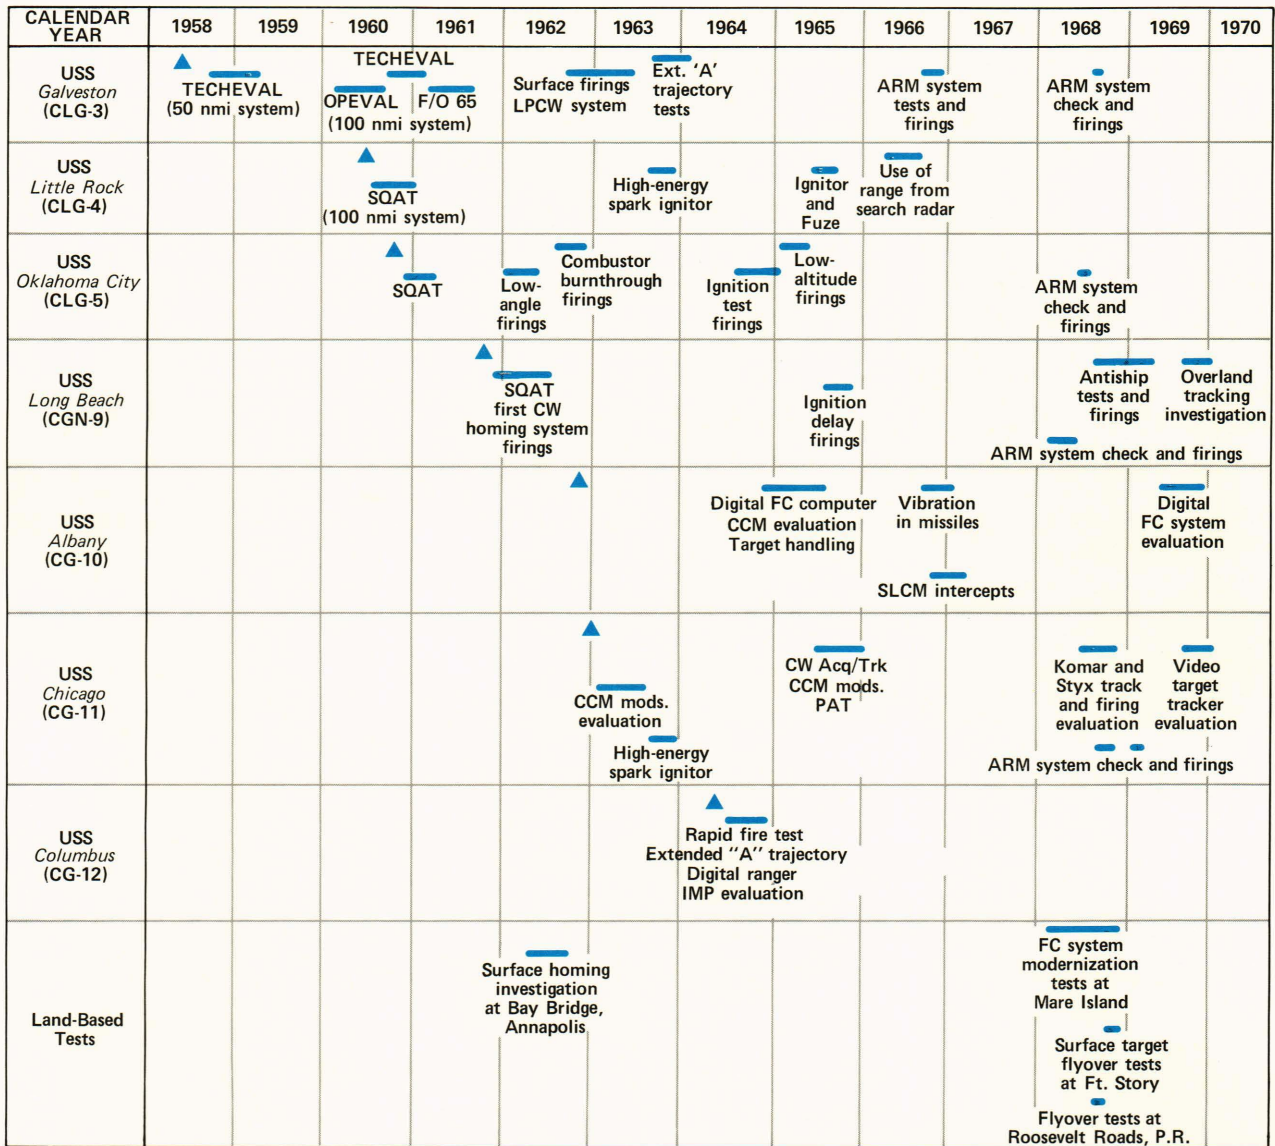 CALENDAR
YEAR
1958
1959
1960
1961
1962
1963
1964
1965
1966
1967
1968
1969
1970
USS
Galveston
(CLG-3)
TECHEVAL
(50 nmi system)
TECHEVAL
OPEVAL
F/O 65
(100 nmi system)
Surface firings
LPCW system
Ext. 'A'
trajectory
tests
ARM system
tests and
firings
ARM system
check and
firings
USS
Little Rock
(CLG-4)
SQAT
(100 nmi system)
High-energy
spark ignitor
Ignitor
and
Fuze
Use of
range from
search radar
USS
Oklahoma City
(CLG-5)
SQAT
Low-
angle
firings
Combustor
burnthrough
firings
Ignition
test
firings
Low-
altitude
firings
ARM system
check and
firings
USS
Long Beach
(CGN-9)
SQAT
first CW
homing system
firings
Ignition
delay
firings
Antiship
tests and
firings
Overland
tracking
investigation
ARM system check and firings
USS
Albany
(CG-10)
Digital FC computer
CCM evaluation
Target handling
Vibration
in missiles
SLCM intercepts
Digital
FC system
evaluation
USS
Chicago
(CG-11)
CCM mods.
evaluation
High-energy
spark ignitor
CW Acq/Trk
CCM mods.
PAT
Komar and
Styx track
and firing
evaluation
Video
target
tracker
evaluation
ARM system check and firings
USS
Columbus
(CG-12)
Rapid fire test
Extended "A" trajectory
Digital ranger
IMP evaluation
Land-Based
Tests
Surface homing
investigation
at Bay Bridge,
Annapolis
FC system
modernization
tests at
Mare Island
Surface target
flyover tests
at Ft. Story
Flyover tests at
Roosevelt Roads, P.R.